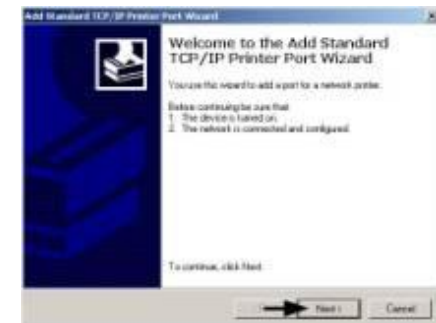 Add Standard TCP/IP Printer Port Wizard
Welcome to the Add Standard
TCP/IP Printer Port Wizard
You use this wizard to add a port for a network printer.
Before continuing be sure that:
1. The device is turned on.
2. The network is connected and configured.
To continue, click Next.
Next >
Cancel